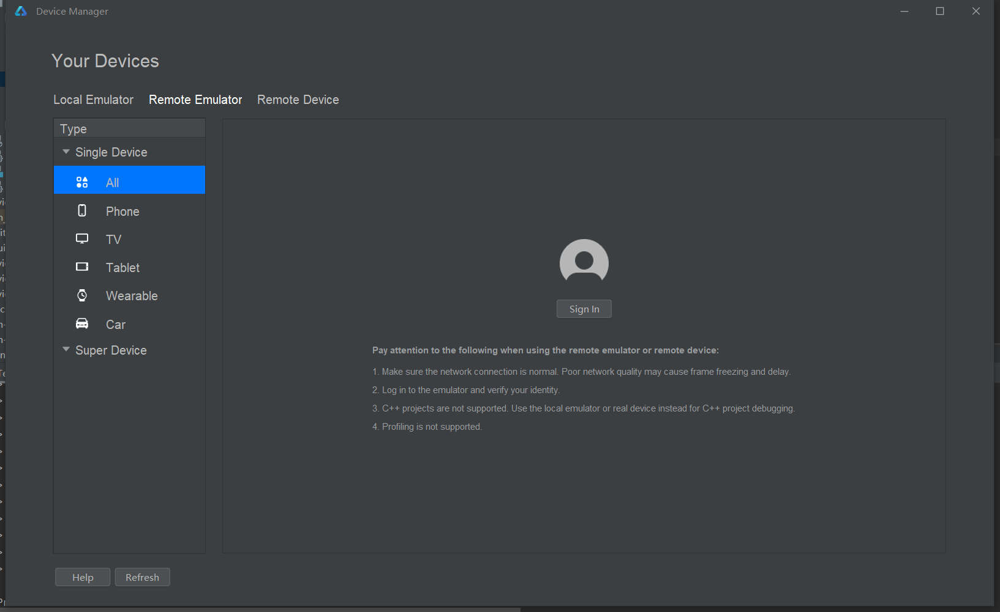 Device Manager
Your Devices
Local Emulator Remote Emulator Remote Device
Type
Single Device
All
Phone
TV
Tablet
Wearable
Car
Super Device
Sign In
Pay attention to the following when using the remote emulator or remote device:
1. Make sure the network connection is normal. Poor network quality may cause frame freezing and delay.
2. Log in to the emulator and verify your identity.
3. C++ projects are not supported. Use the local emulator or real device instead for C++ project debugging.
4. Profiling is not supported.
Help Refresh